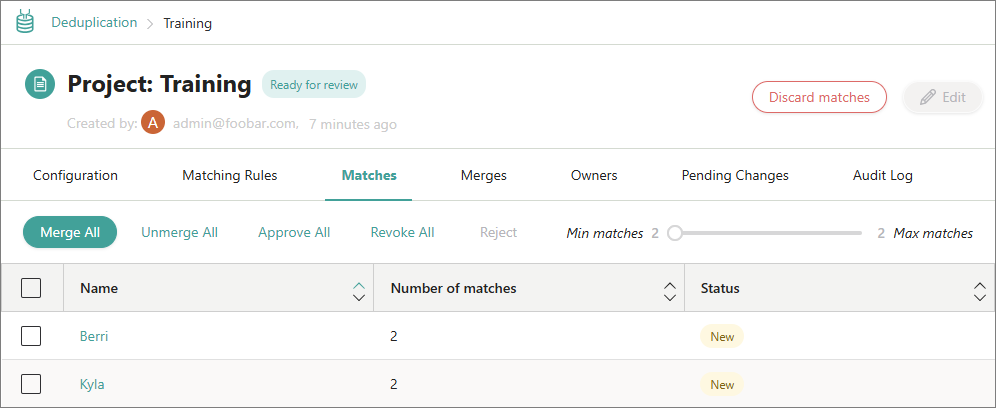 Deduplication > Training
Project: Training Ready for review
Discard matches Edit
Created by: A admin@foobar.com, 7 minutes ago
Configuration Matching Rules Matches Merges Owners Pending Changes Audit Log
Merge All Unmerge All Approve All Revoke All Reject Min matches 2 2 Max matches
Name Number of matches Status
Berri 2 New
Kyla 2 New